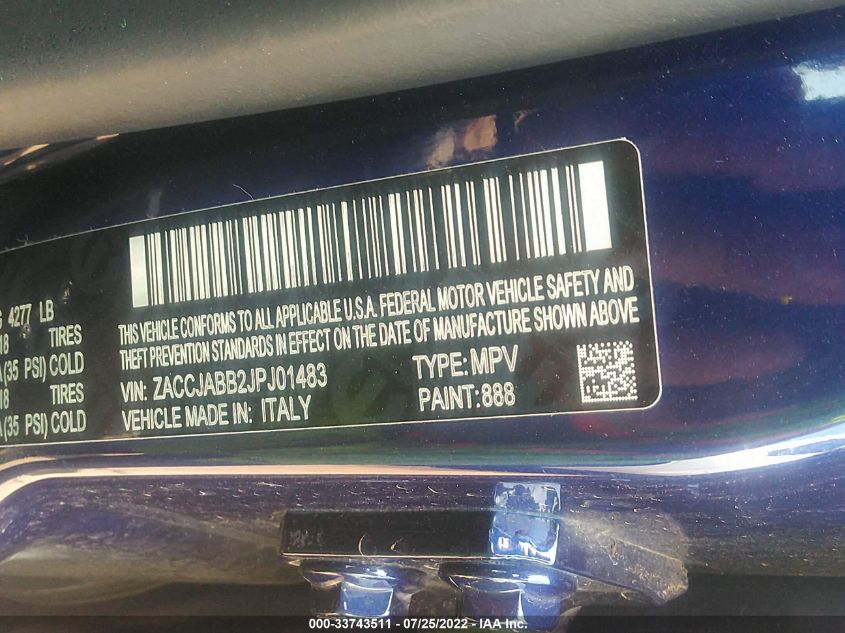 G 4277 LB
18 TIRES
A(35 PSI) COLD
18 TIRES
A(35 PSI) COLD
THIS VEHICLE CONFORMS TO ALL APPLICABLE U.S.A. FEDERAL MOTOR VEHICLE SAFETY AND
THEFT PREVENTION STANDARDS IN EFFECT ON THE DATE OF MANUFACTURE SHOWN ABOVE
VIN: ZACCJABB2JPJ01483 TYPE: MPV
VEHICLE MADE IN: ITALY PAINT: 888
000-33743511 - 07/25/2022 - IAA Inc.